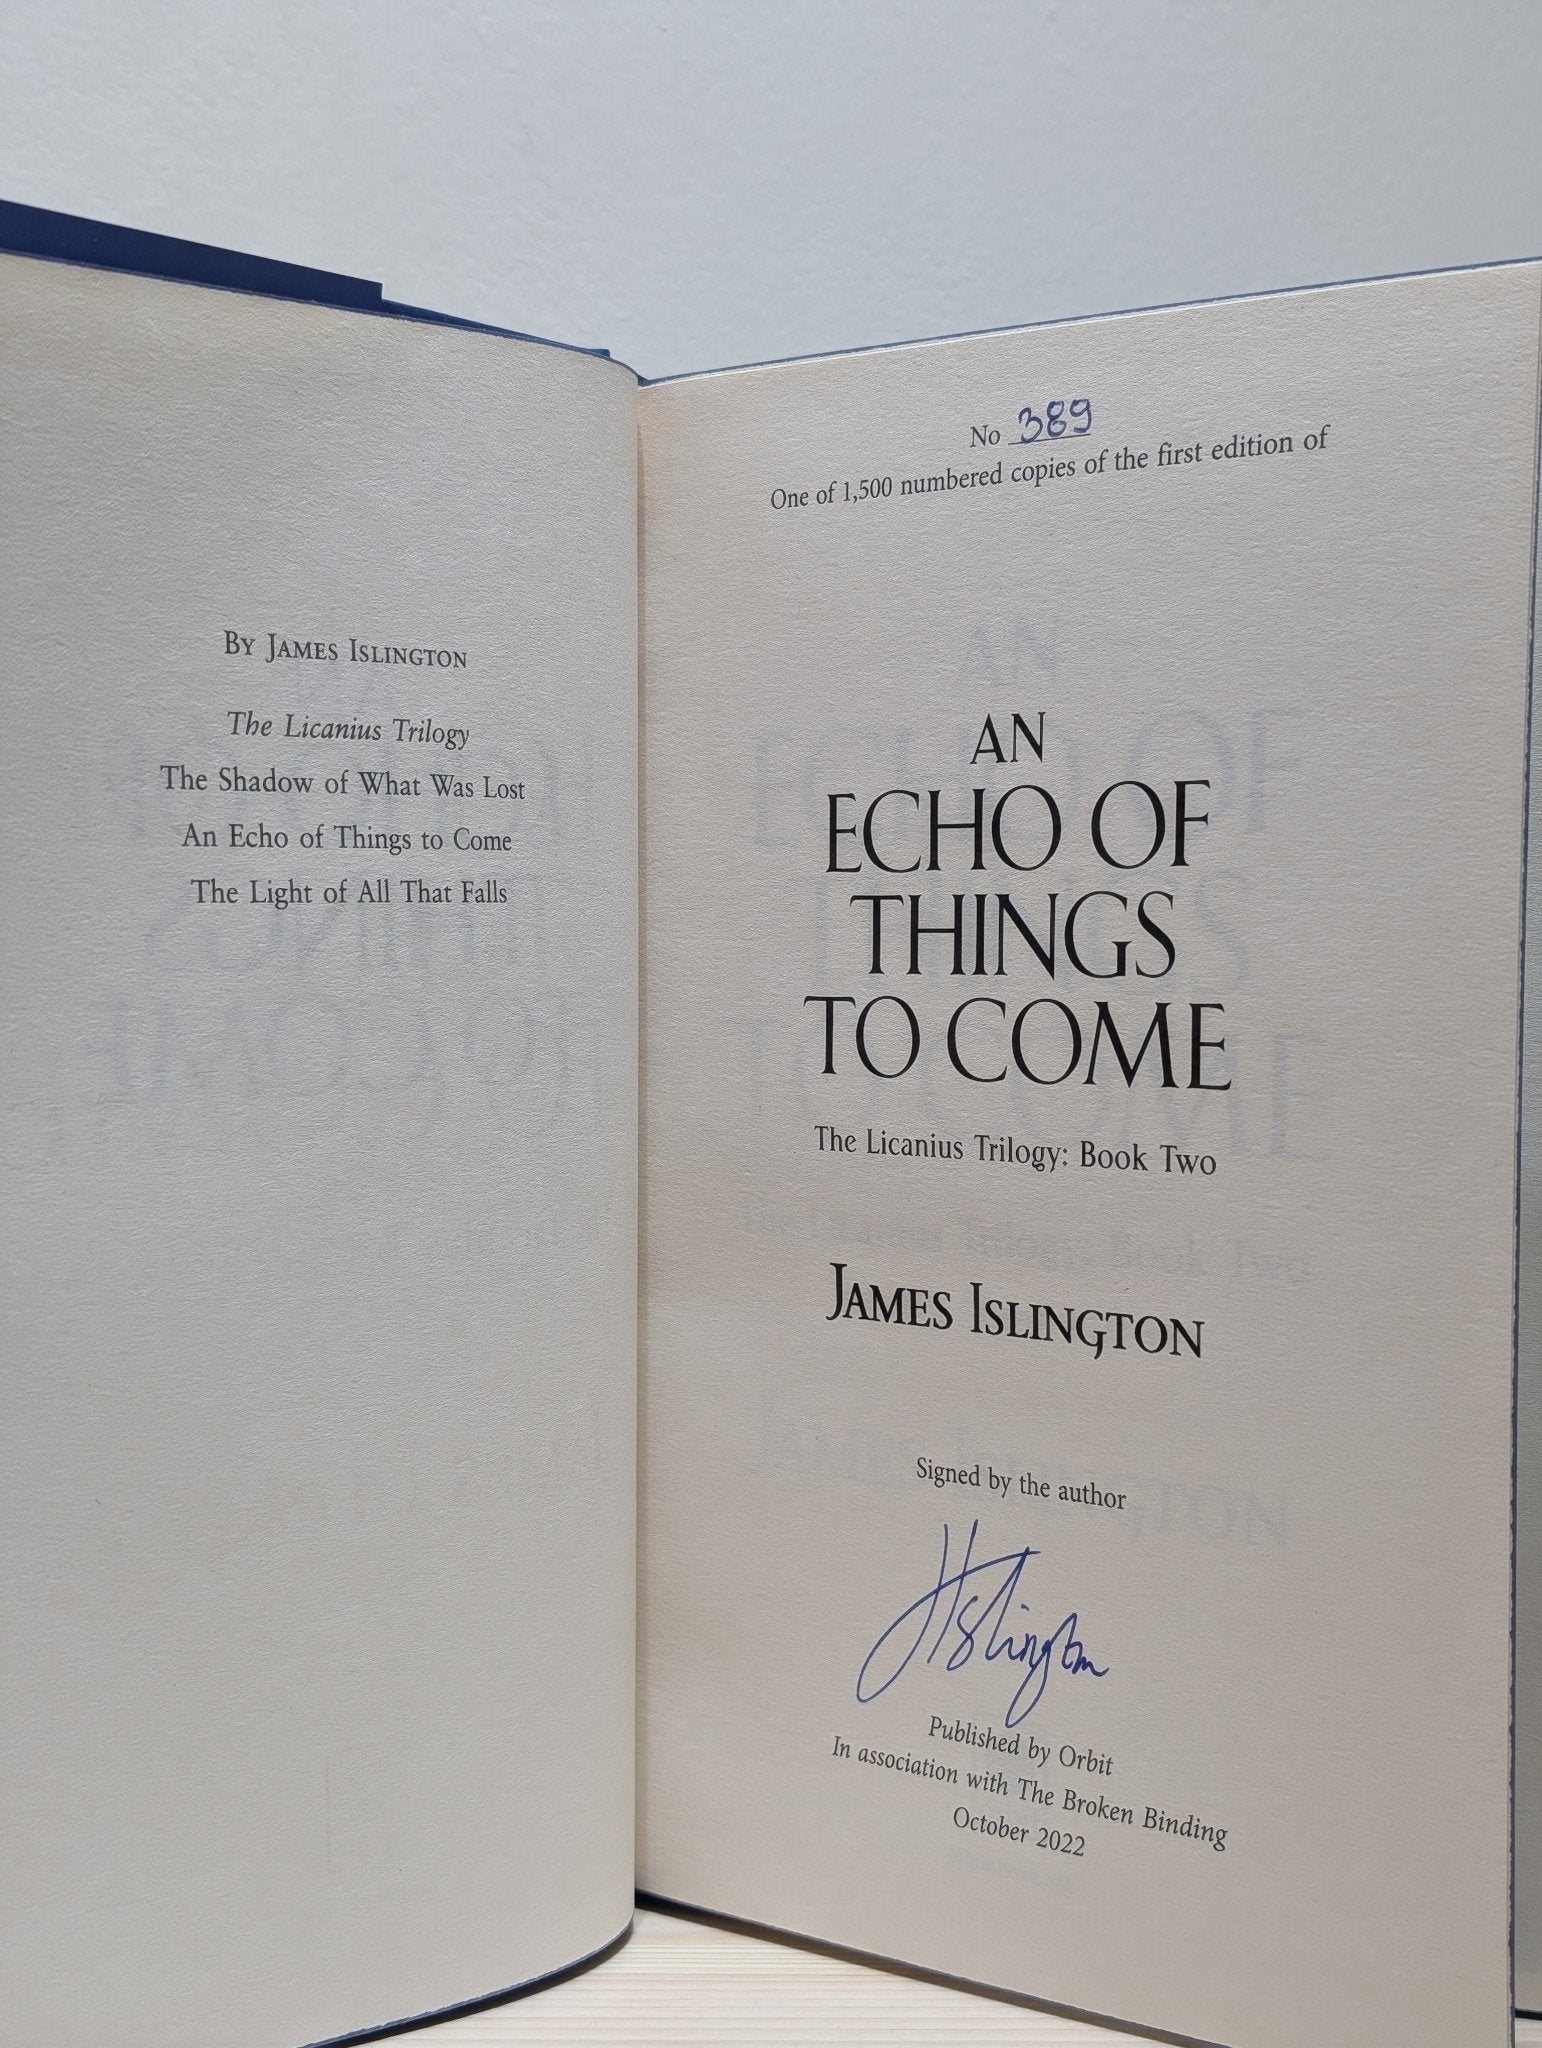 By James Islington
The Licanius Trilogy
The Shadow of What Was Lost
An Echo of Things to Come
The Light of All That Falls
No 389
One of 1,500 numbered copies of the first edition of
AN
ECHO OF
THINGS
TO COME
The Licanius Trilogy: Book Two
James Islington
Signed by the author
JIslington
Published by Orbit
In association with The Broken Binding
October 2022